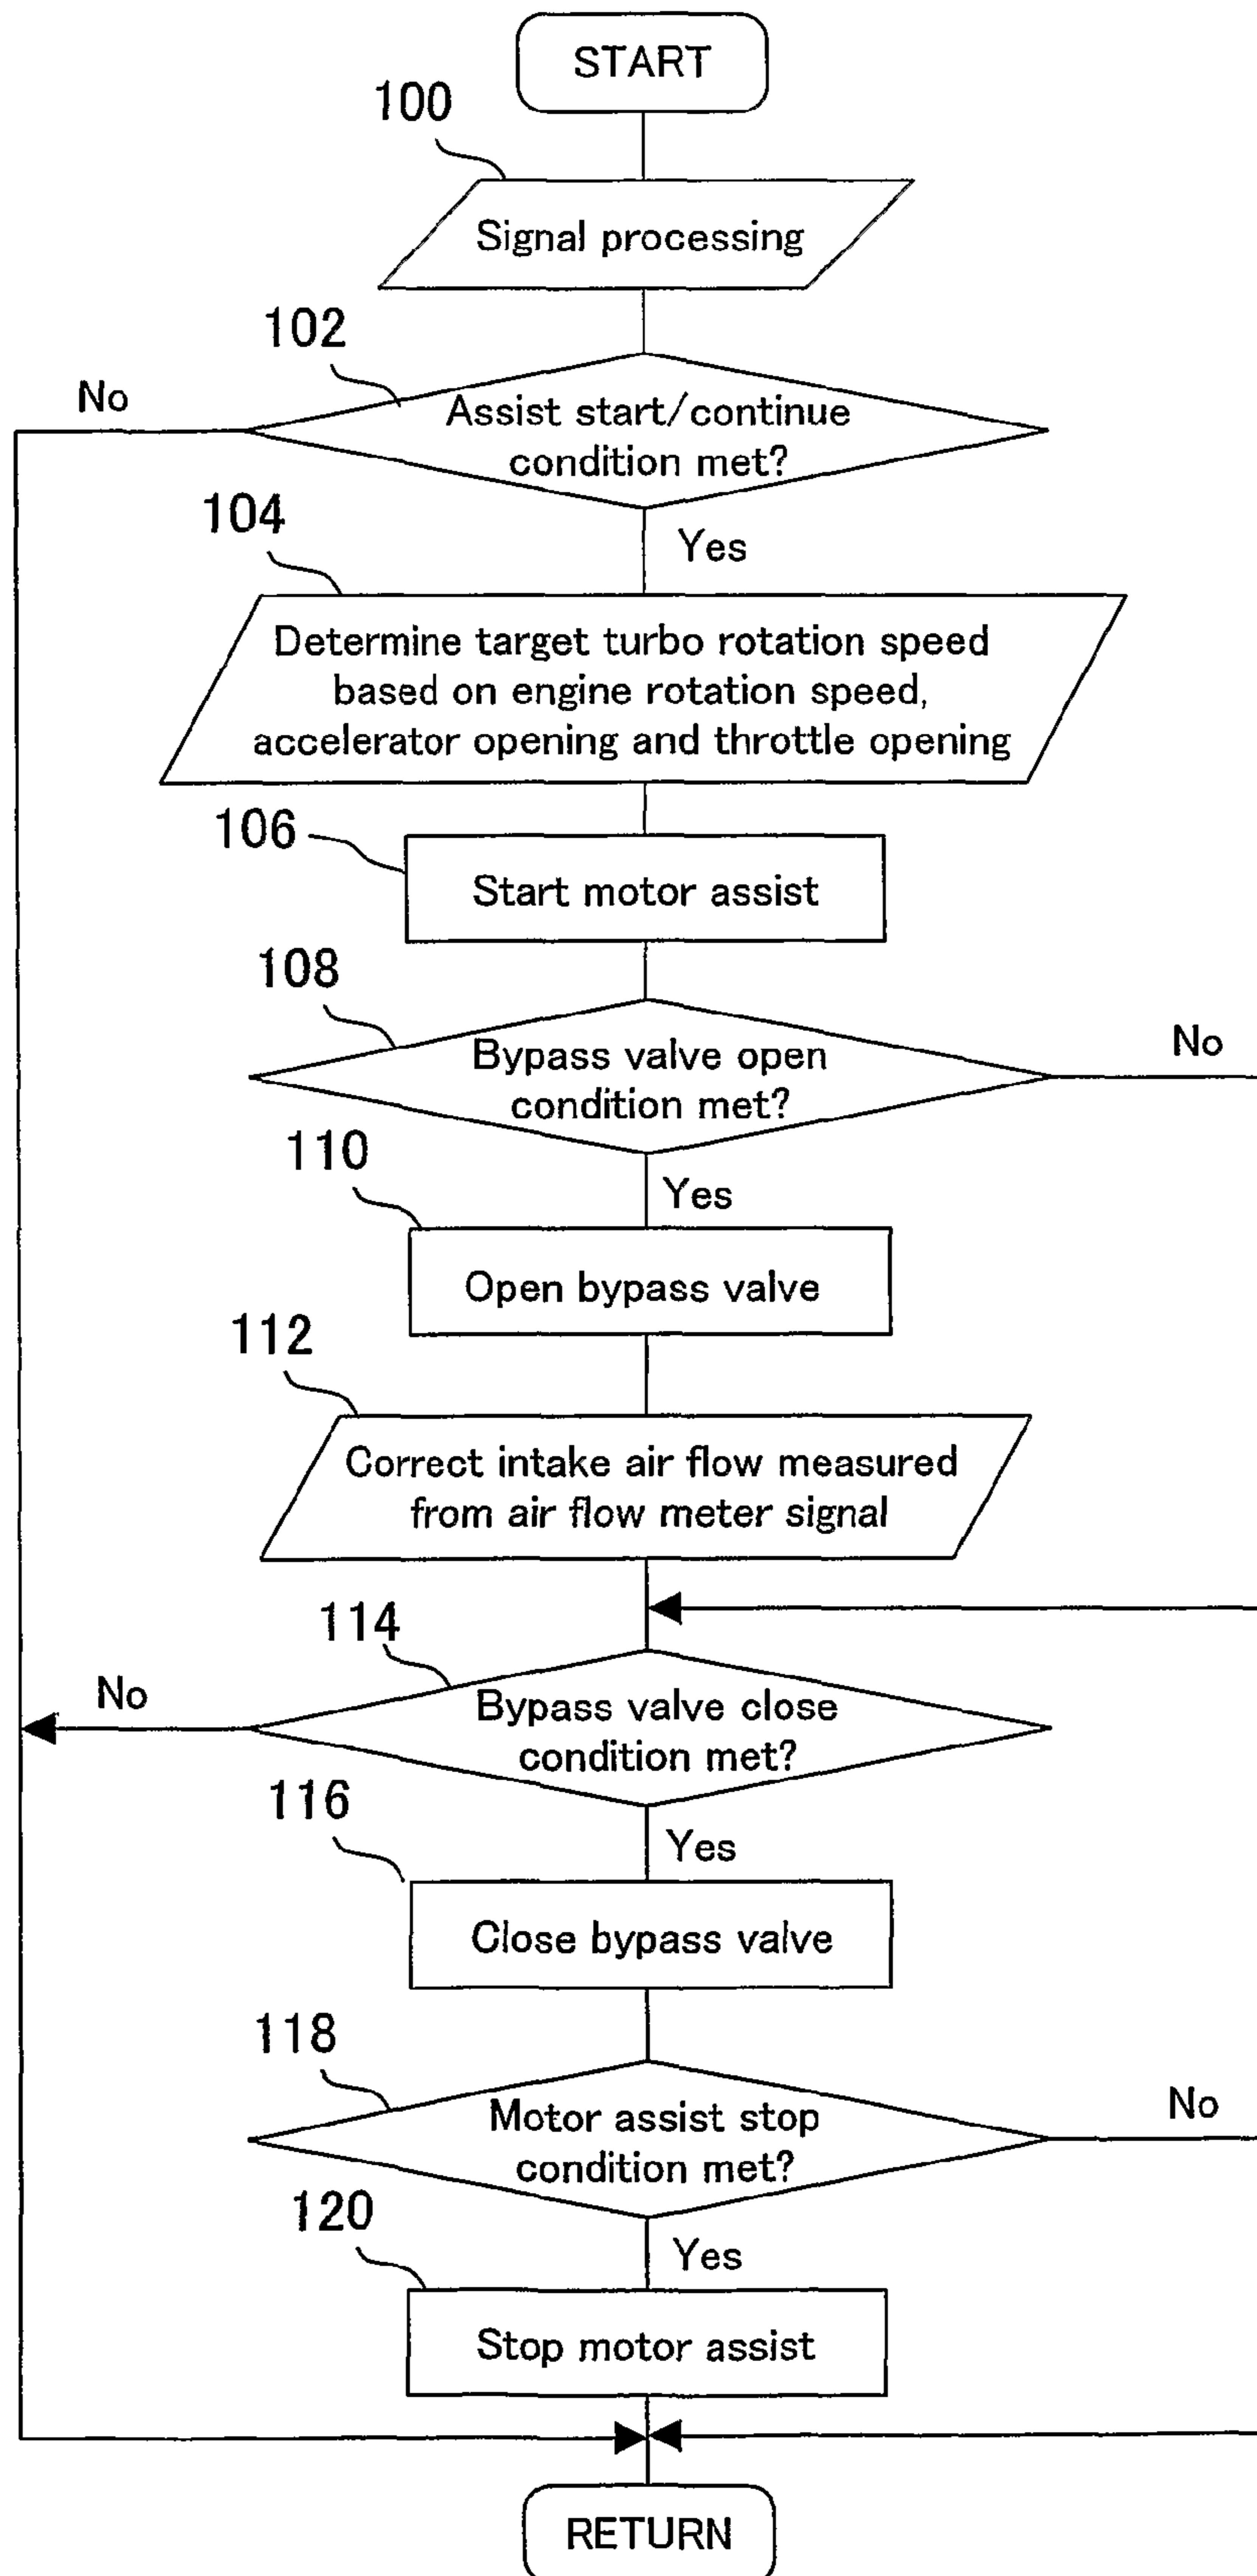 START
100
Signal processing
102
No
Assist start/continue
condition met?
104
Yes
Determine target turbo rotation speed
based on engine rotation speed,
accelerator opening and throttle opening
106
Start motor assist
108
Bypass valve open
condition met?
No
110
Yes
Open bypass valve
112
Correct intake air flow measured
from air flow meter signal
114
No
Bypass valve close
condition met?
116
Yes
Close bypass valve
118
Motor assist stop
condition met?
No
120
Yes
Stop motor assist
RETURN